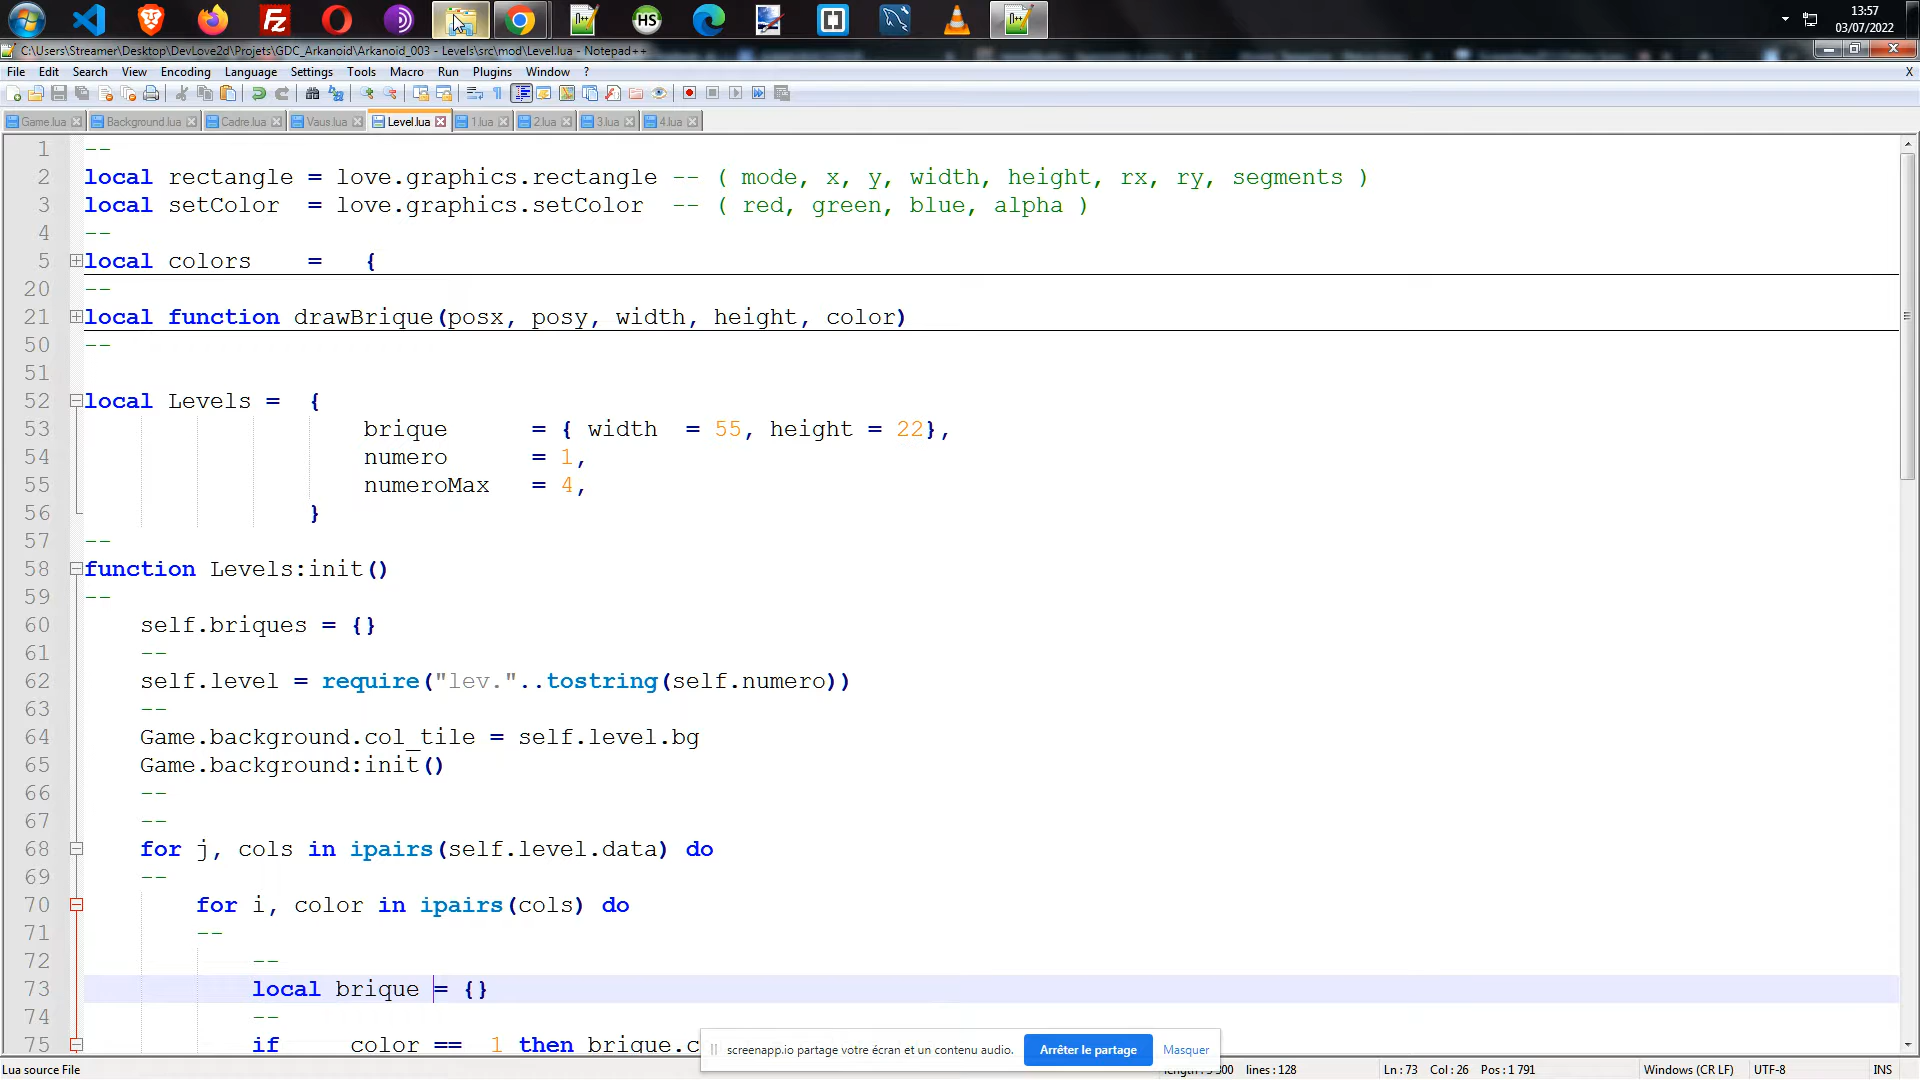 13:57
03/07/2022
C:\Users\Streamer\Desktop\DevLove2d\Projets\GDC_Arkanoid\Arkanoid_003 - Levels\src\mod\Level.lua - Notepad++
File Edit Search View Encoding Language Settings Tools Macro Run Plugins Window ? X
Game.lua Background.lua Cadre.lua Vaus.lua Level.lua 1.lua 2.lua 3.lua 4.lua
1 --
2 local rectangle = love.graphics.rectangle -- ( mode, x, y, width, height, rx, ry, segments )
3 local setColor = love.graphics.setColor -- ( red, green, blue, alpha )
4 --
5 local colors = {
20 --
21 local function drawBrique(posx, posy, width, height, color)
50 --
51
52 local Levels = {
53 brique = { width = 55, height = 22},
54 numero = 1,
55 numeroMax = 4,
56 }
57 --
58 function Levels:init()
59 --
60 self.briques = {}
61 --
62 self.level = require("lev."..tostring(self.numero))
63 --
64 Game.background.col_tile = self.level.bg
65 Game.background:init()
66 --
67 --
68 for j, cols in ipairs(self.level.data) do
69 --
70 for i, color in ipairs(cols) do
71 --
72 --
73 local brique = {}
74 --
75 if color == 1 then brique.c
screenapp.io partage votre écran et un contenu audio. Arrêter le partage Masquer
Lua source File lines : 128 Ln : 73 Col : 26 Pos : 1 791 Windows (CR LF) UTF-8 INS